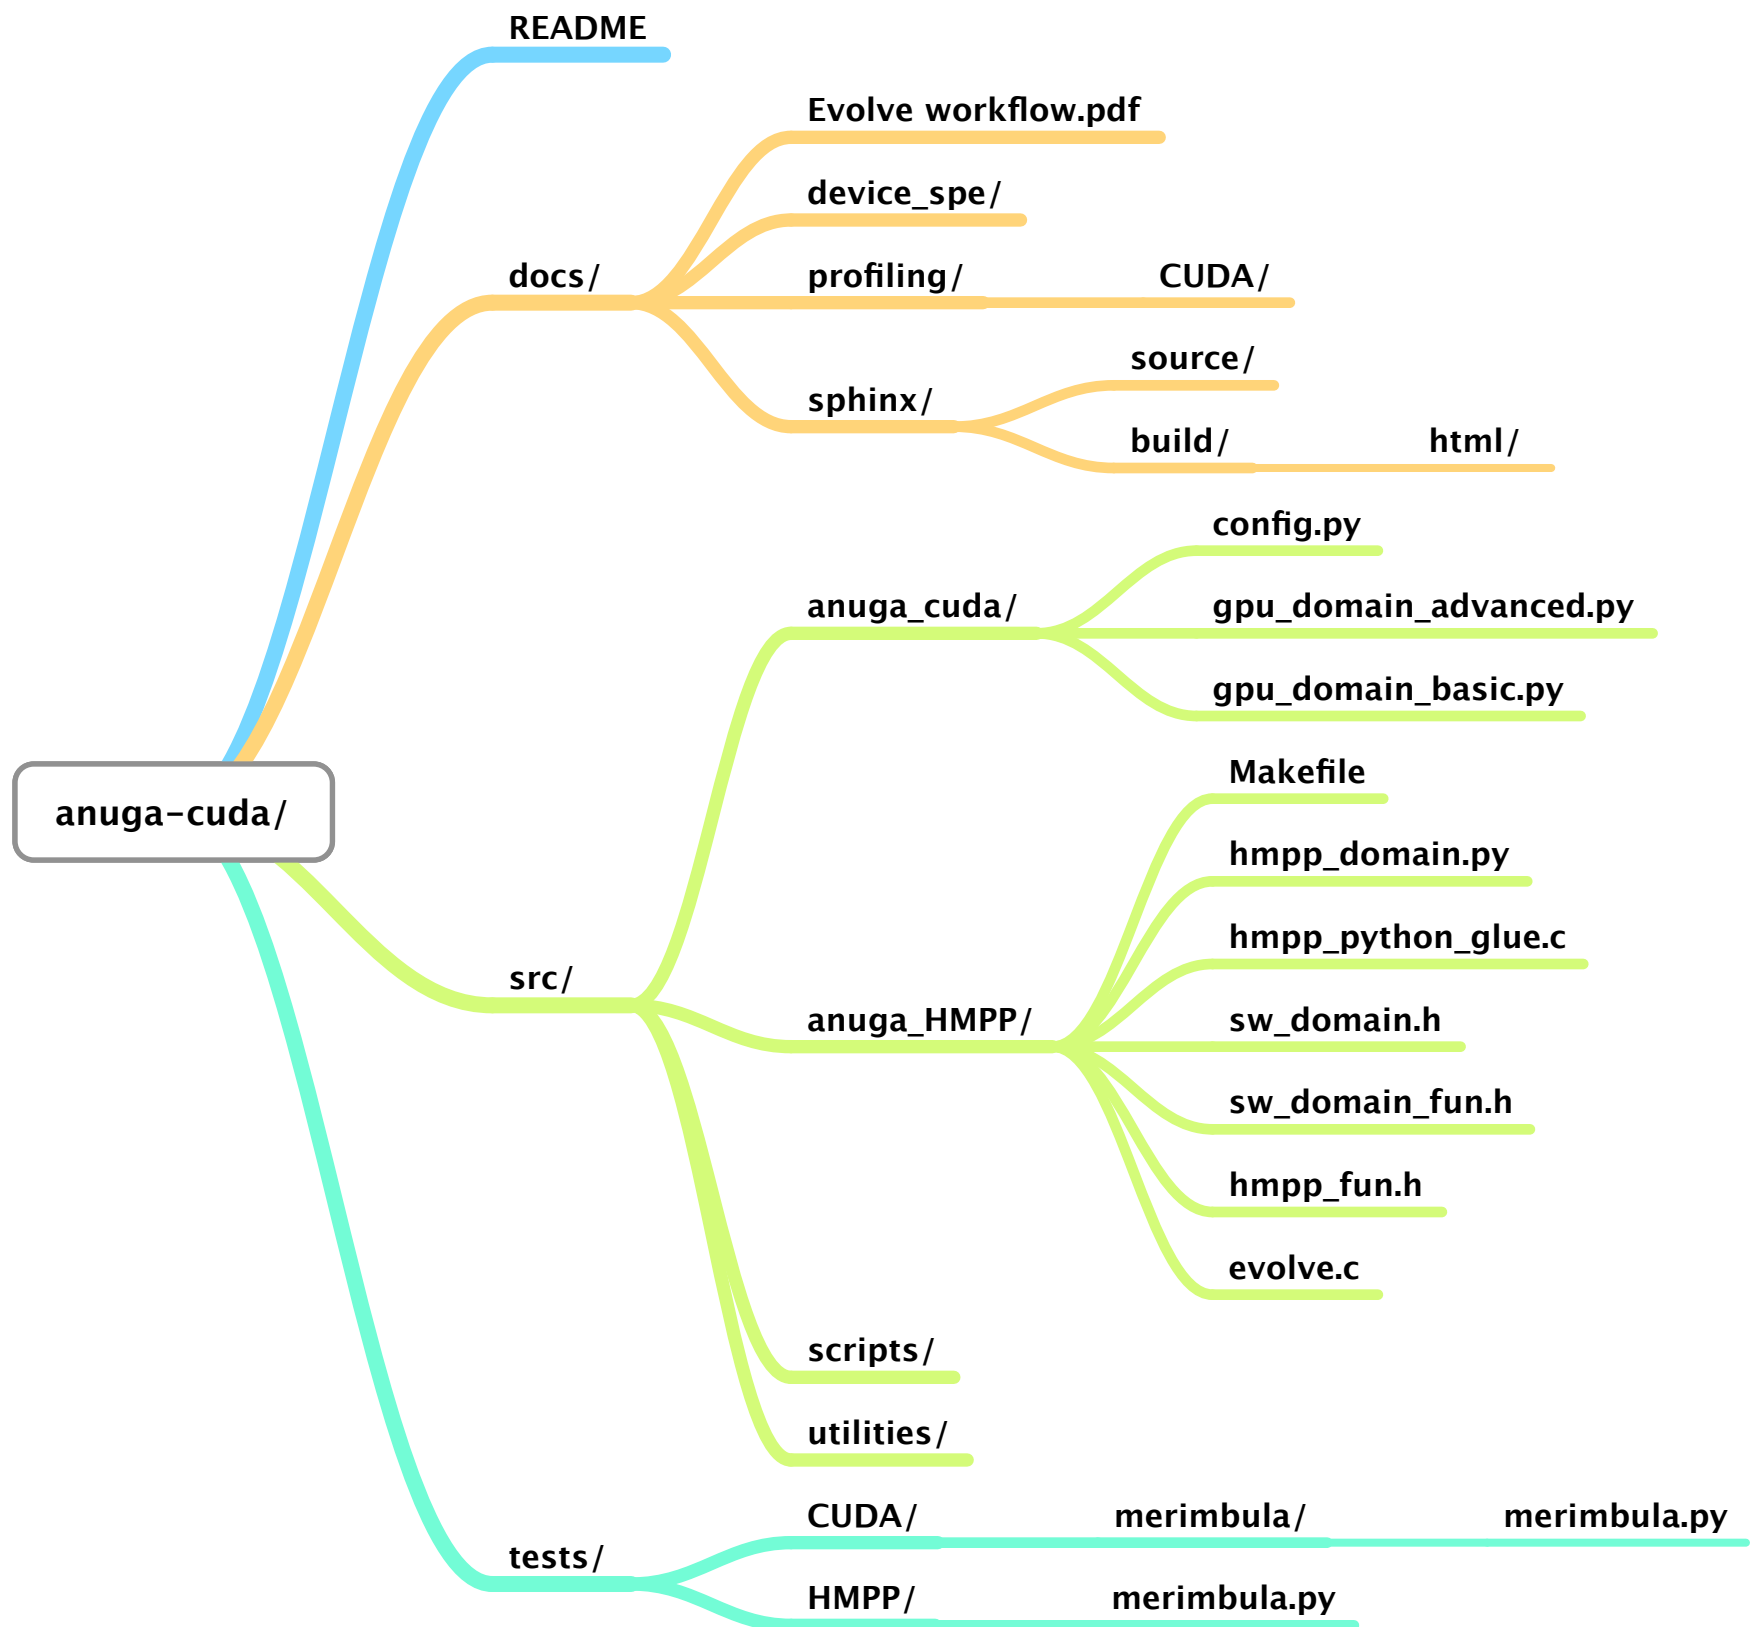 README
Evolve workflow.pdf
device_spe/
docs/
profiling/
CUDA/
source/
sphinx/
build/
html/
config.py
anuga_cuda/
gpu_domain_advanced.py
gpu_domain_basic.py
Makefile
anuga-cuda/
hmpp_domain.py
hmpp_python_glue.c
src/
anuga_HMPP/
sw_domain.h
sw_domain_fun.h
hmpp_fun.h
evolve.c
scripts/
utilities/
CUDA/
merimbula/
merimbula.py
tests/
HMPP/
merimbula.py